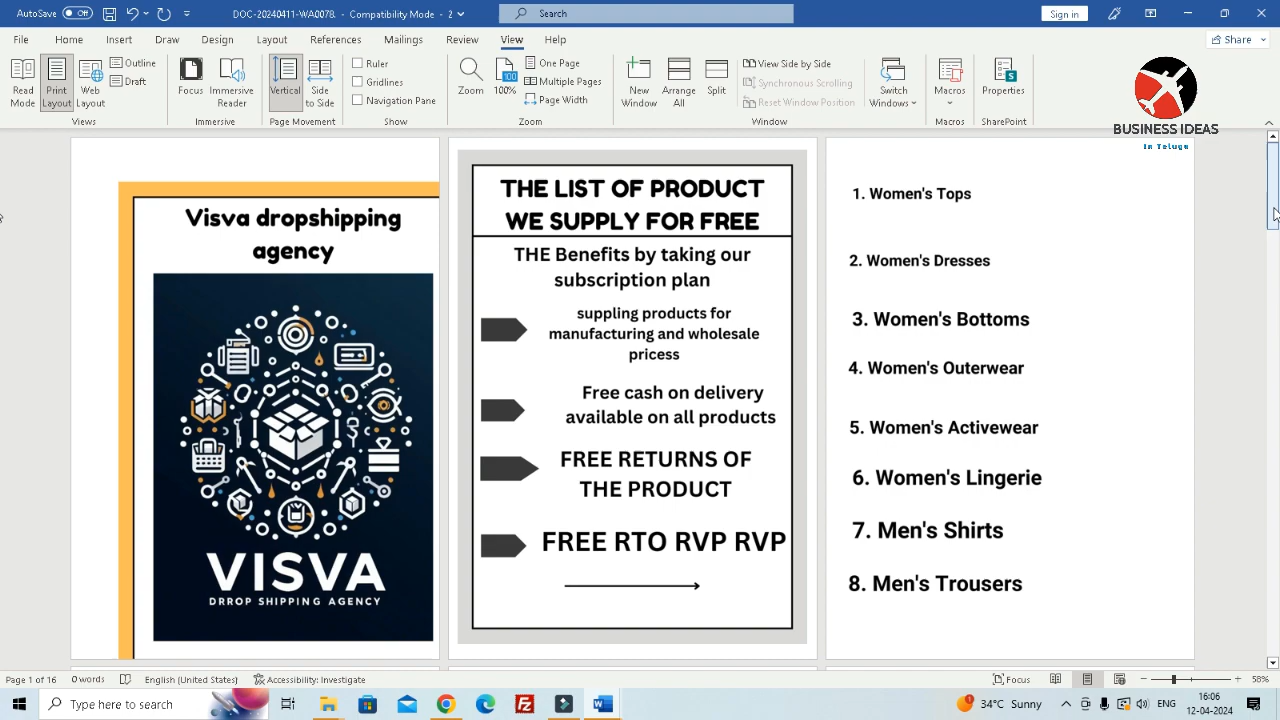 AutoSave Off
Compatibility Mode - 2
Search
Sign in
File Home Insert Draw Design Layout References Mailings Review View Help
Share
Read Mode
Print Layout
Web Layout
Outline
Draft
Views
Focus
Immersive Reader
Immersive
Vertical
Side to Side
Page Movement
Ruler
Gridlines
Navigation Pane
Show
Zoom
100
100%
One Page
Multiple Pages
Page Width
Zoom
New Window
Arrange All
Split
View Side by Side
Synchronous Scrolling
Reset Window Position
Switch Windows
Window
Macros
Macros
Properties
SharePoint
BUSINESS IDEAS
In Telugu
Visva dropshipping
agency
VISVA
DRROP SHIPPING AGENCY
THE LIST OF PRODUCT
WE SUPPLY FOR FREE
THE Benefits by taking our
subscription plan
suppling products for
manufacturing and wholesale
pricess
Free cash on delivery
available on all products
FREE RETURNS OF
THE PRODUCT
FREE RTO RVP RVP
1. Women's Tops
2. Women's Dresses
3. Women's Bottoms
4. Women's Outerwear
5. Women's Activewear
6. Women's Lingerie
7. Men's Shirts
8. Men's Trousers
Page 1 of 16 0 words English (United States) Accessibility: Investigate Focus 58%
Type here to search
34°C Sunny ENG 16:06
12-04-2024